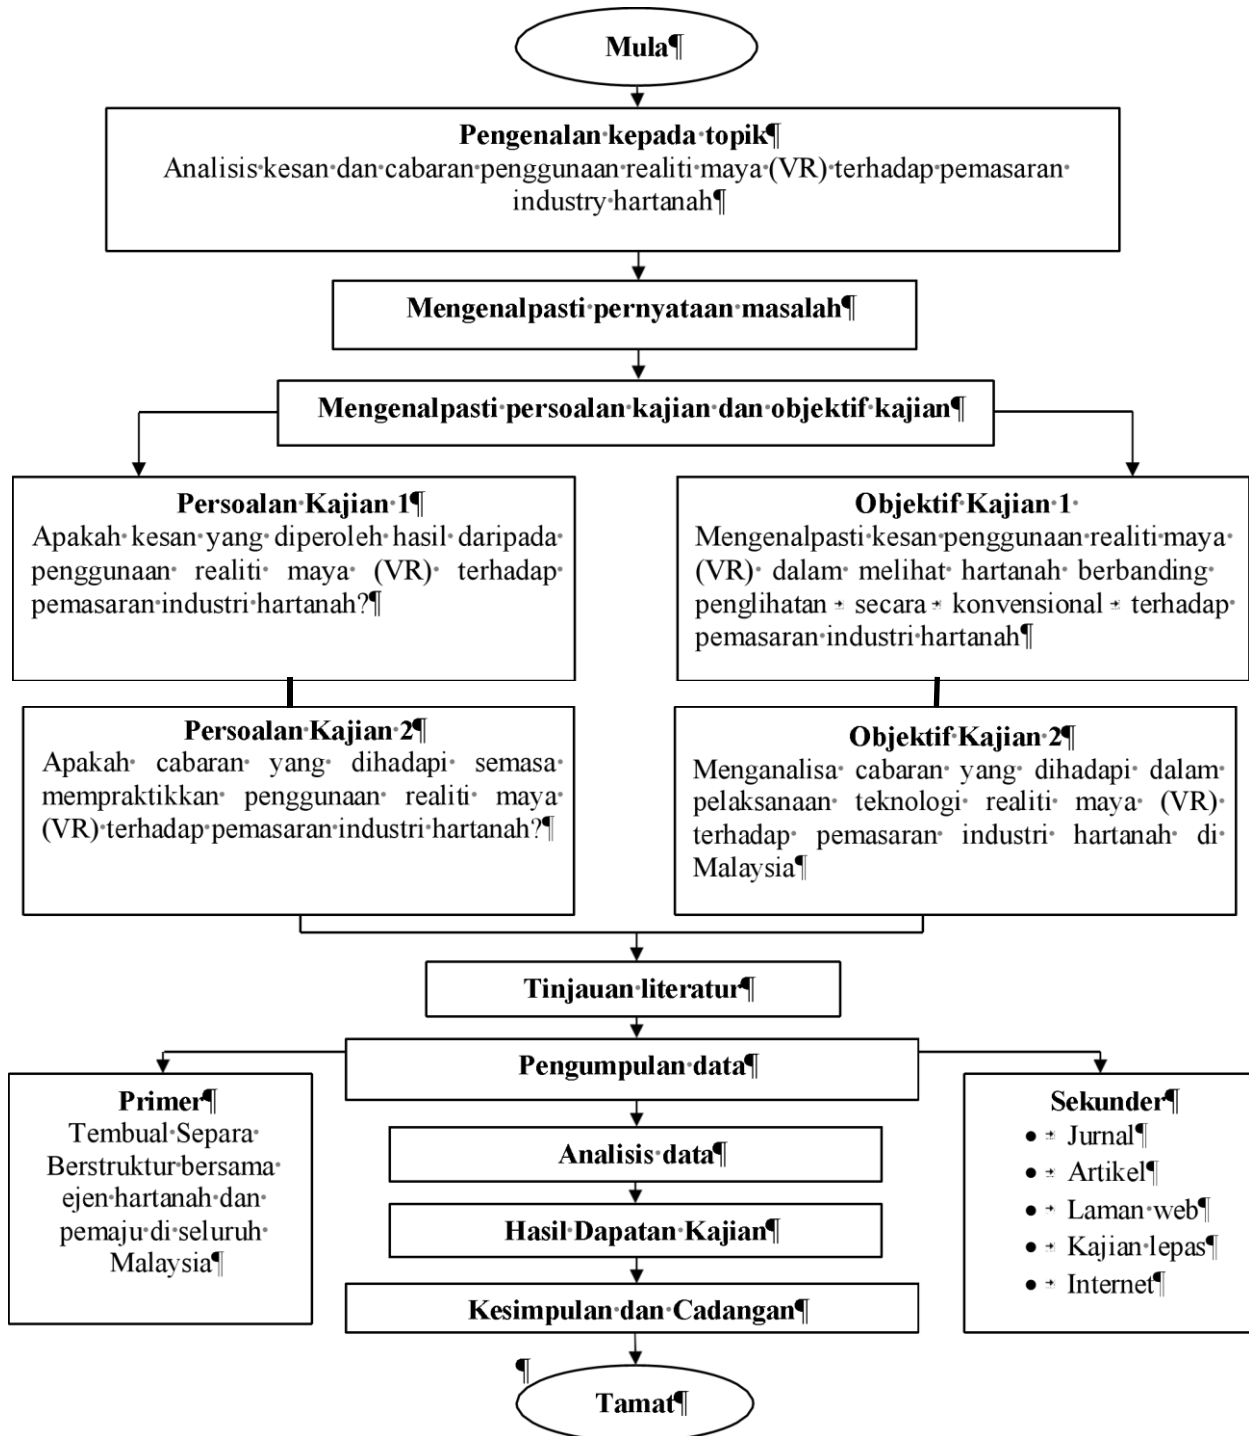 Mula¶
Pengenalan·kepada·topik¶
Analisis·kesan·dan·cabaran·penggunaan·realiti·maya·(VR)·terhadap·pemasaran·
industry·hartanah¶
Mengenalpasti·pernyataan·masalah¶
Mengenalpasti·persoalan·kajian·dan·objektif·kajian¶
Persoalan·Kajian·1¶
Apakah·kesan·yang·diperoleh·hasil·daripada·
penggunaan·realiti·maya·(VR)·terhadap·
pemasaran·industri·hartanah?¶
Objektif·Kajian·1·
Mengenalpasti·kesan·penggunaan·realiti·maya·
(VR)·dalam·melihat·hartanah·berbanding·
penglihatan→secara→konvensional→terhadap·
pemasaran·industri·hartanah¶
Persoalan·Kajian·2¶
Apakah·cabaran·yang·dihadapi·semasa·
mempraktikkan·penggunaan·realiti·maya·
(VR)·terhadap·pemasaran·industri·hartanah?¶
Objektif·Kajian·2¶
Menganalisa·cabaran·yang·dihadapi·dalam·
pelaksanaan·teknologi·realiti·maya·(VR)·
terhadap·pemasaran·industri·hartanah·di·
Malaysia¶
Tinjauan·literatur¶
Pengumpulan·data¶
Primer¶
Tembual·Separa·
Berstruktur·bersama·
ejen·hartanah·dan·
pemaju·di·seluruh·
Malaysia¶
Sekunder¶
●→Jurnal¶
●→Artikel¶
●→Laman·web¶
●→Kajian·lepas¶
●→Internet¶
Analisis·data¶
Hasil·Dapatan·Kajian¶
Kesimpulan·dan·Cadangan¶
¶
Tamat¶